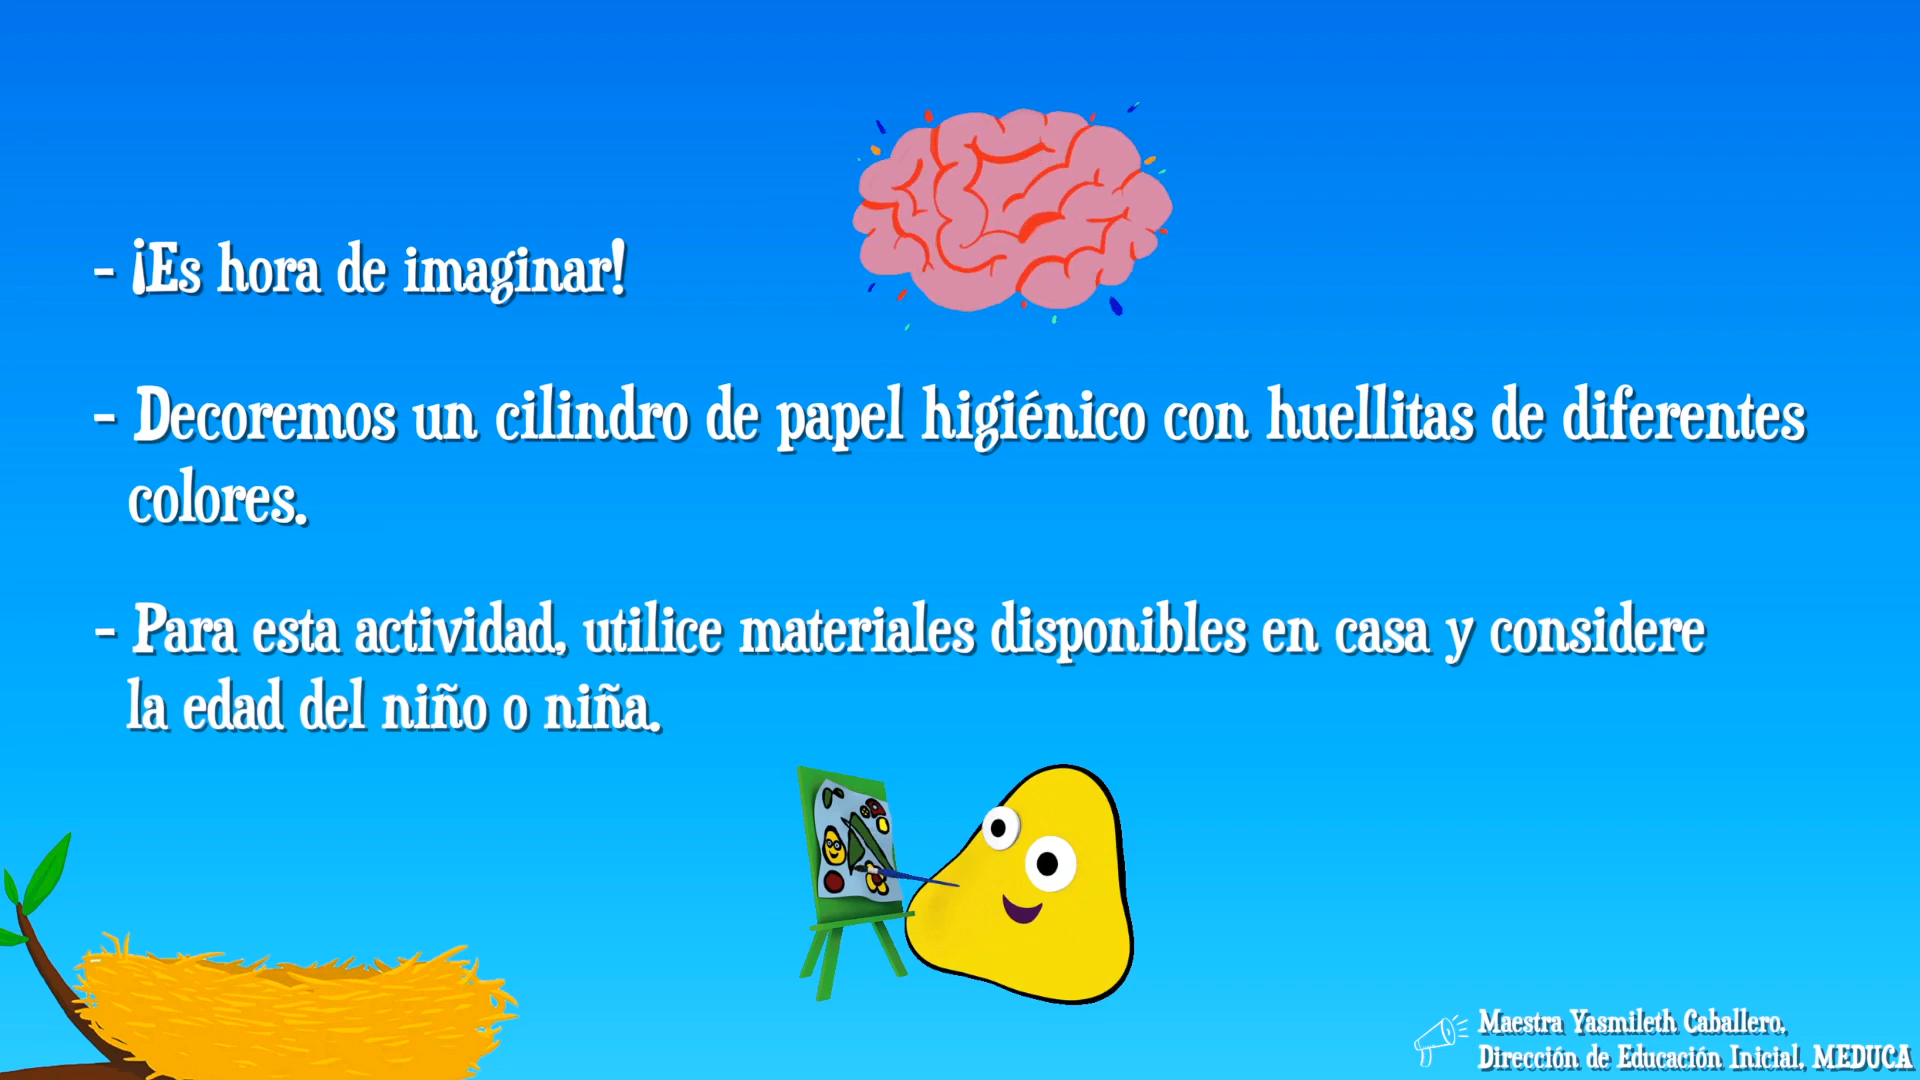 - ¡Es hora de imaginar!
- Decoremos un cilindro de papel higiénico con huellitas de diferentes
colores.
- Para esta actividad, utilice materiales disponibles en casa y considere
la edad del niño o niña.
Maestra Yasmileth Caballero,
Dirección de Educación Inicial, MEDUCA